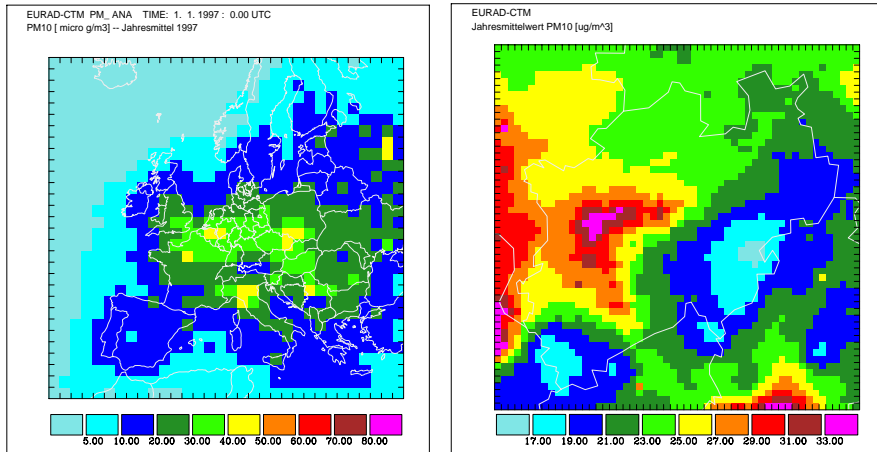 EURAD-CTM PM_ ANA TIME: 1. 1. 1997 : 0.00 UTC
PM10 [ micro g/m3] -- Jahresmittel 1997
5.00 10.00 20.00 30.00 40.00 50.00 60.00 70.00 80.00
EURAD-CTM
Jahresmittelwert PM10 [ug/m^3]
17.00 19.00 21.00 23.00 25.00 27.00 29.00 31.00 33.00